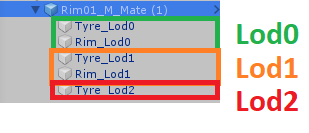 Rim01_M_Mate (1)
Tyre_Lod0
Rim_Lod0
Tyre_Lod1
Rim_Lod1
Tyre_Lod2
Lod0
Lod1
Lod2